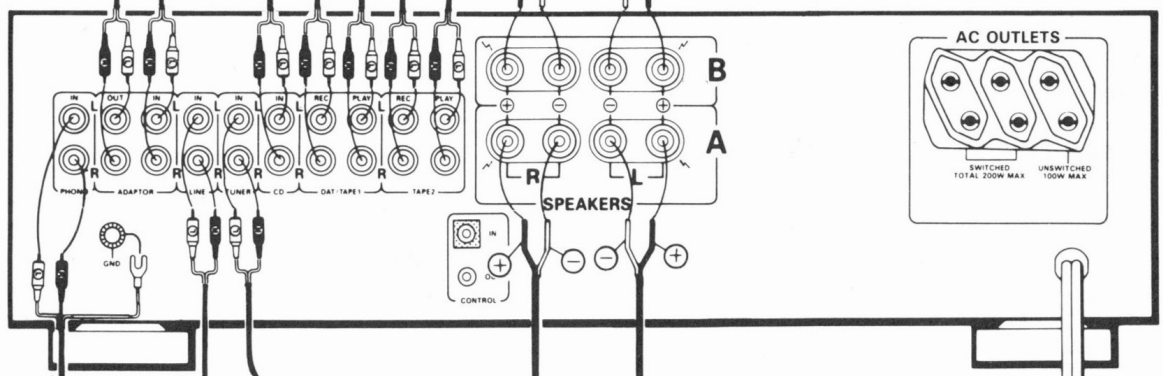 AC OUTLETS
B
IN OUT IN IN IN IN REC PLAY REC PLAY
L L L L L L L
+ − − +
A
R R R R R R R
R L
SWITCHED
TOTAL 200W MAX
UNSWITCHED
100W MAX
PHONO ADAPTOR LINE TUNER CD DAT/TAPE1 TAPE2
SPEAKERS
IN
GND
+ − − +
CONTROL